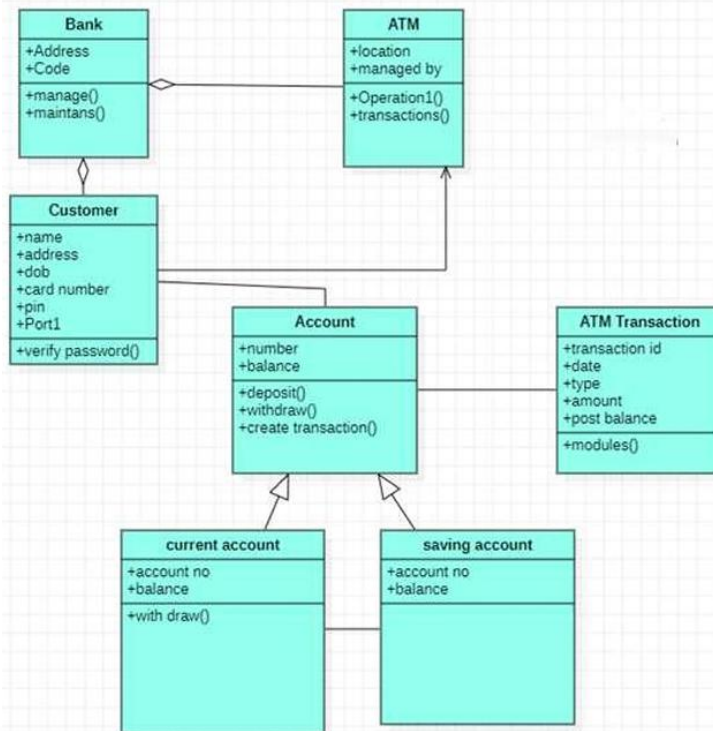 Bank
+Address
+Code
+manage()
+maintans()
ATM
+location
+managed by
+Operation1()
+transactions()
Customer
+name
+address
+dob
+card number
+pin
+Port1
+verify password()
Account
+number
+balance
+deposit()
+withdraw()
+create transaction()
ATM Transaction
+transaction id
+date
+type
+amount
+post balance
+modules()
current account
+account no
+balance
+with draw()
saving account
+account no
+balance